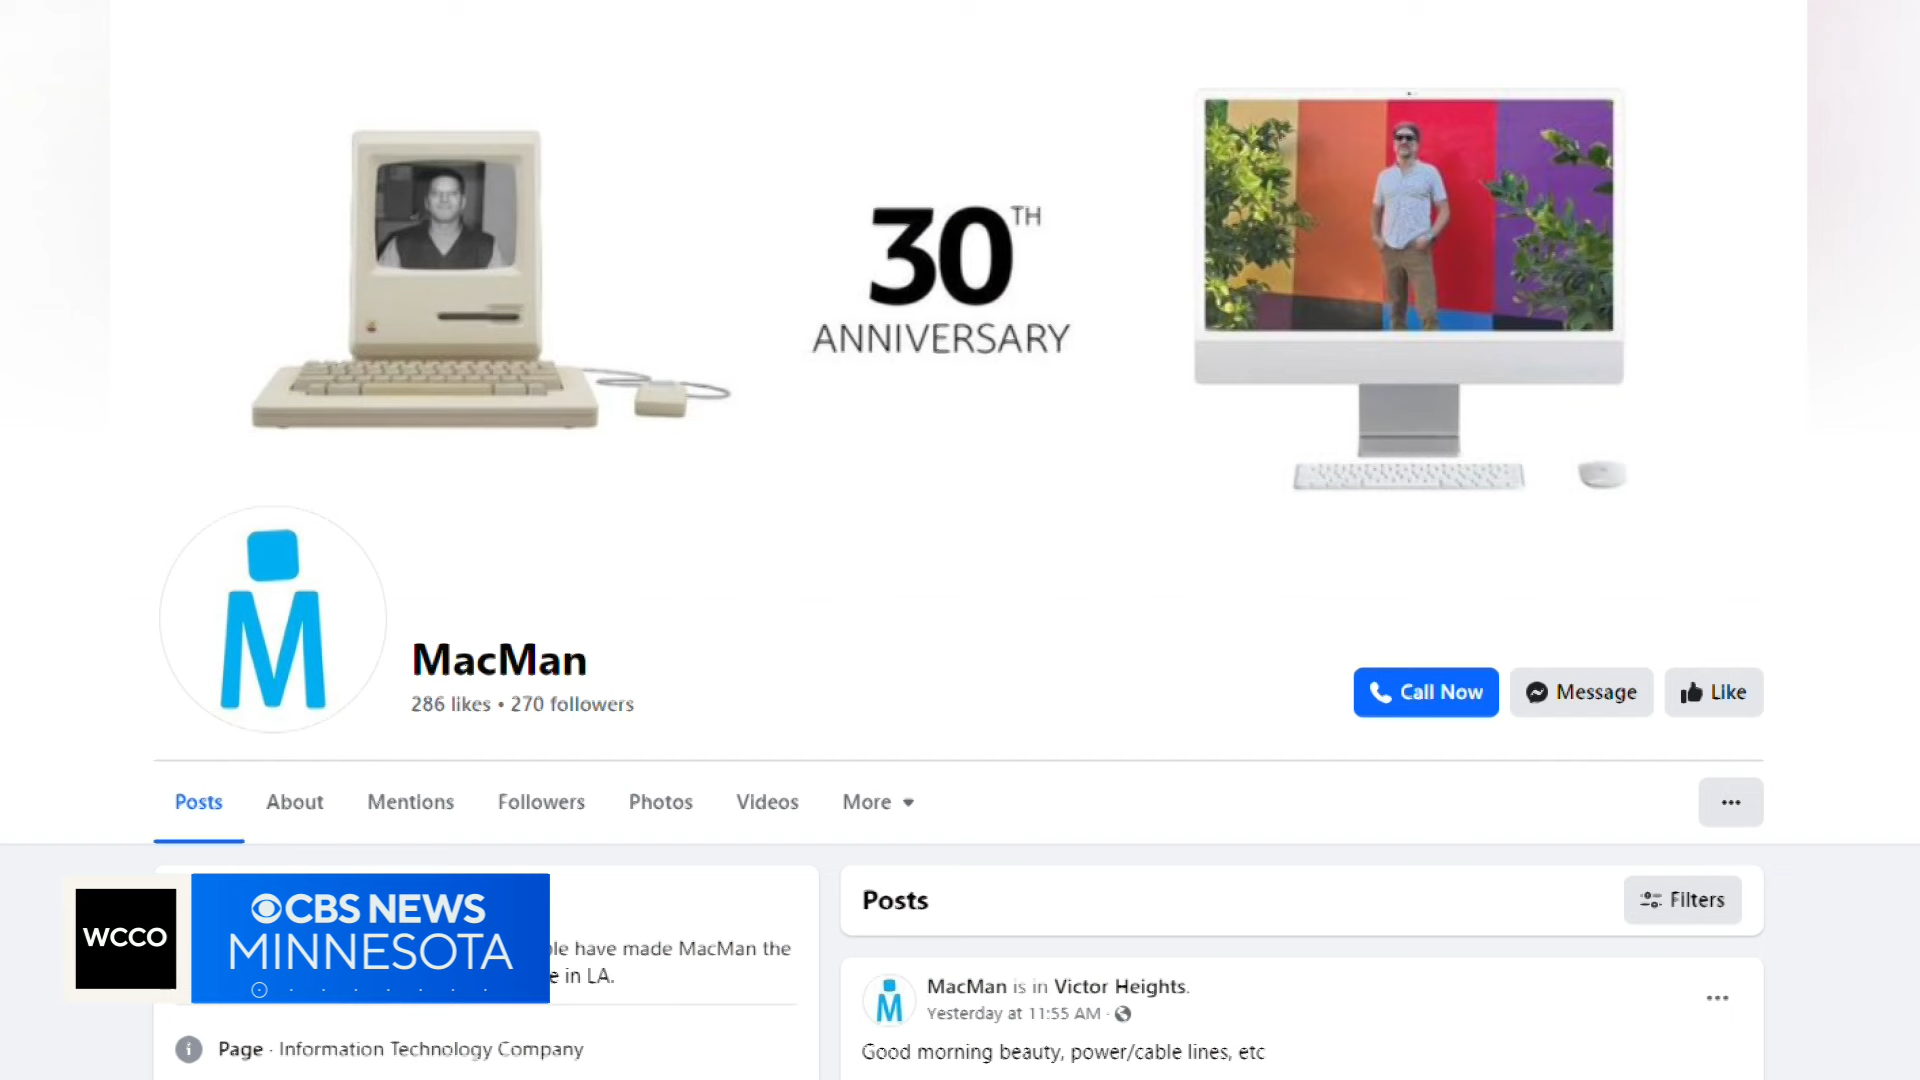 30TH
ANNIVERSARY
M
MacMan
286 likes • 270 followers
Call Now
Message
Like
Posts
About
Mentions
Followers
Photos
Videos
More
WCCO
CBS NEWS
MINNESOTA
have made MacMan the
in LA.
Page · Information Technology Company
Posts
Filters
MacMan is in Victor Heights.
Yesterday at 11:55 AM ·
Good morning beauty, power/cable lines, etc